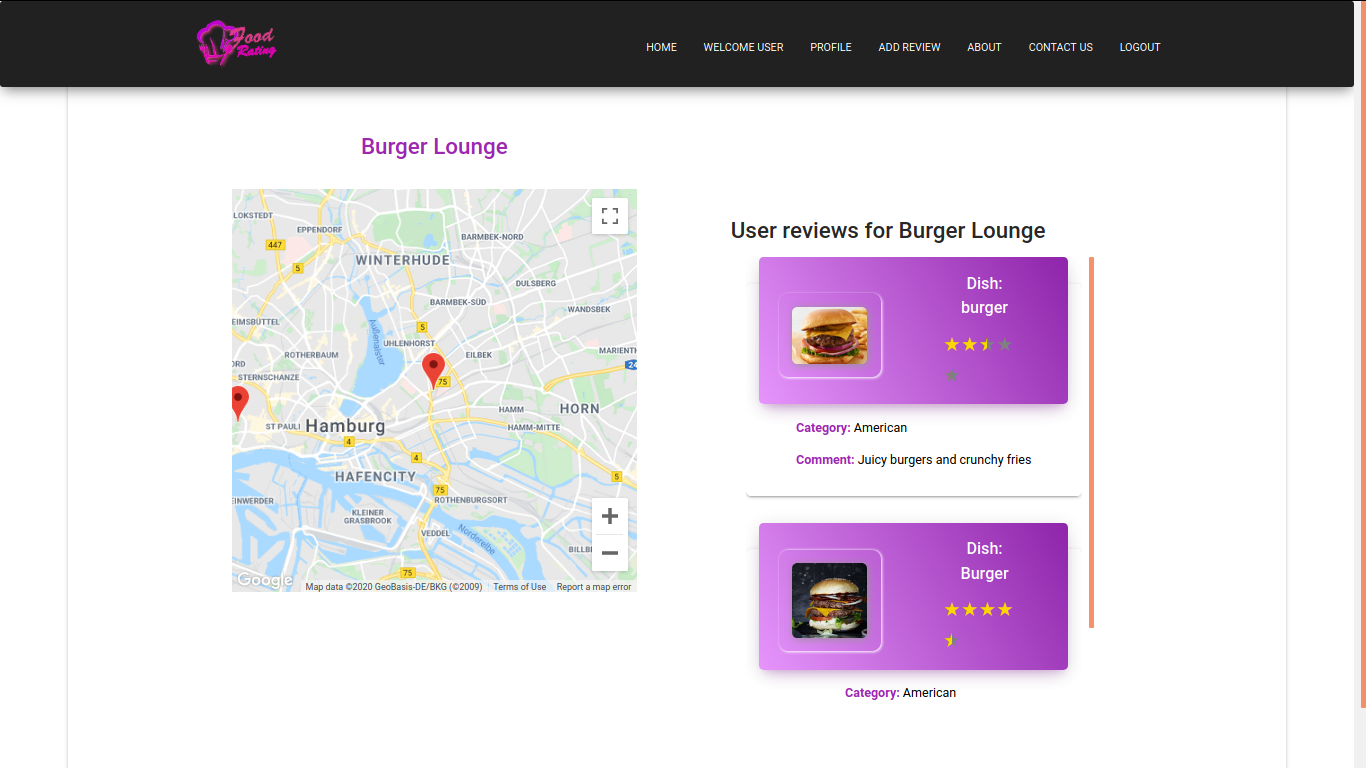 Food
Rating
HOME WELCOME USER PROFILE ADD REVIEW ABOUT CONTACT US LOGOUT
Burger Lounge
LOKSTEDT
EPPENDORF
BARMBEK-NORD
447
WINTERHUDE
5
DULSBERG
BARMBEK-SÜD
WANDSBEK
EIMSBÜTTEL
Außenalster
5
UHLENHORST
ROTHERBAUM
EILBEK
MARIENTH
RD
24
STERNSCHANZE
75
HAMM
HORN
ST PAULI
Hamburg
HAMM-MITTE
4
4
HAFENCITY
5
75
EINWERDER
ROTHENBURGSORT
KLEINER
GRASBROOK
VEDDEL
Norderelbe
BILLB
75
Google
Map data ©2020 GeoBasis-DE/BKG (©2009) Terms of Use Report a map error
User reviews for Burger Lounge
Dish:
burger
Category: American
Comment: Juicy burgers and crunchy fries
Dish:
Burger
Category: American